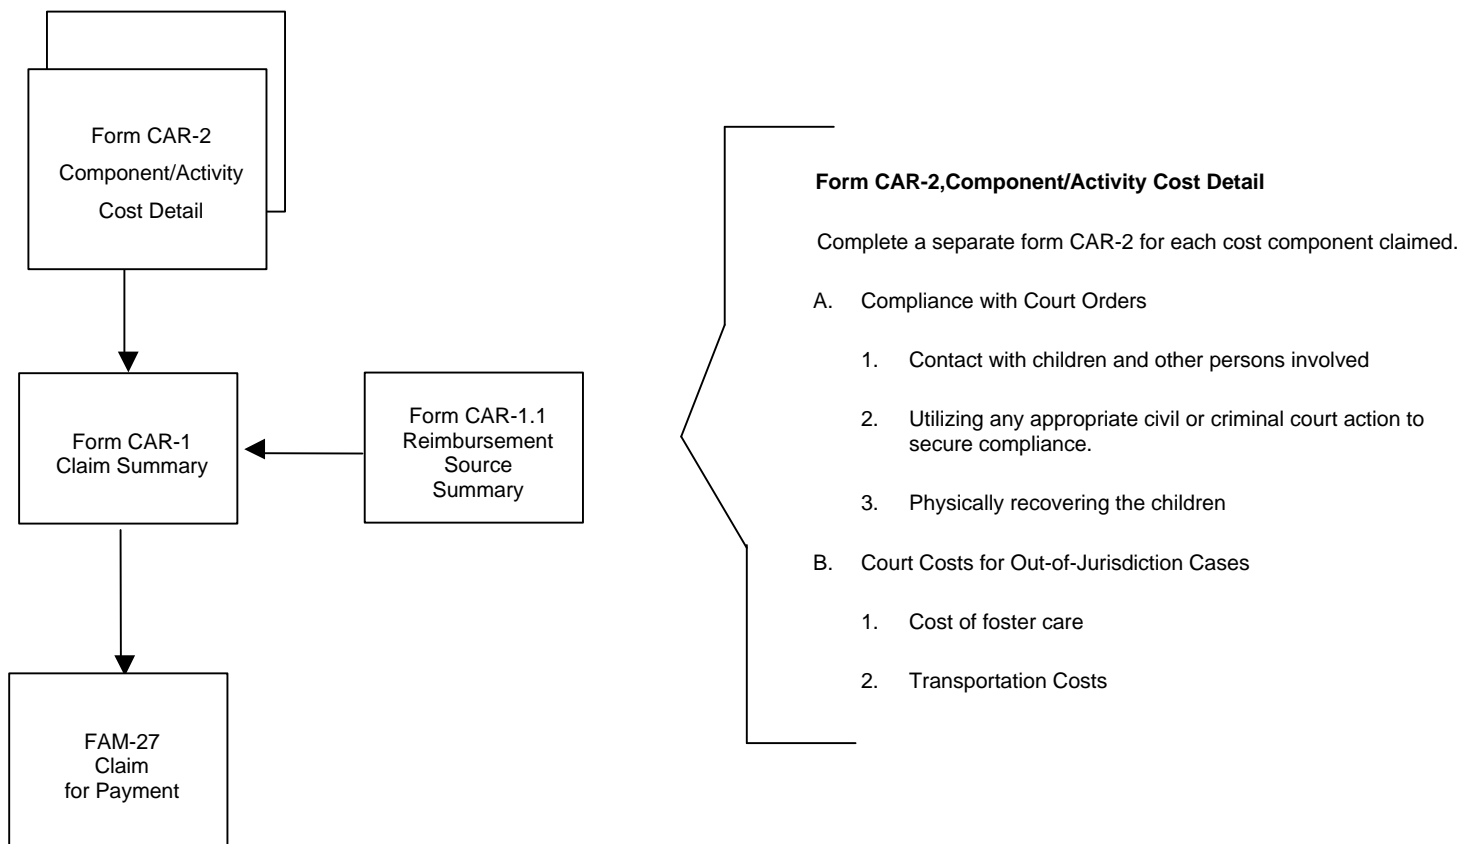 Form CAR-2
Component/Activity
Cost Detail
Form CAR-1
Claim Summary
Form CAR-1.1
Reimbursement
Source
Summary
FAM-27
Claim
for Payment
Form CAR-2,Component/Activity Cost Detail
Complete a separate form CAR-2 for each cost component claimed.
A. Compliance with Court Orders
1. Contact with children and other persons involved
2. Utilizing any appropriate civil or criminal court action to
secure compliance.
3. Physically recovering the children
B. Court Costs for Out-of-Jurisdiction Cases
1. Cost of foster care
2. Transportation Costs